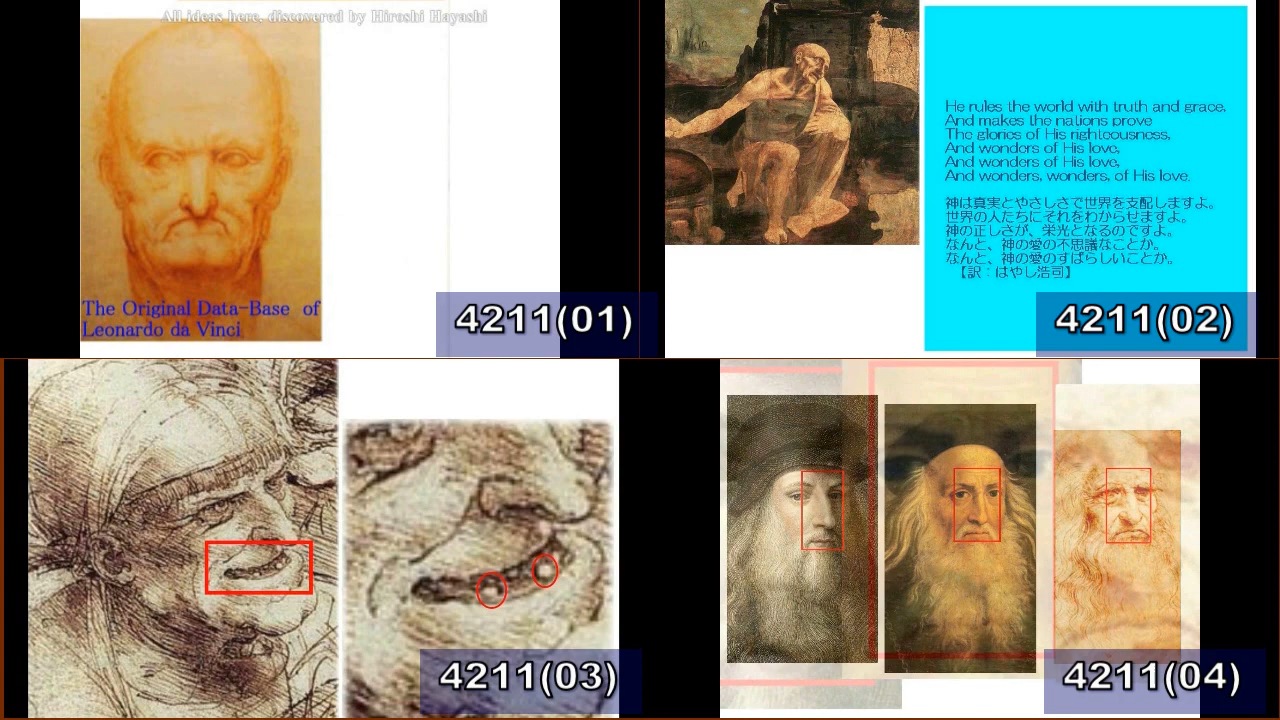 All ideas here, discovered by Hiroshi Hayashi
The Original Data-Base of
Leonardo da Vinci
4211(01)
He rules the world with truth and grace,
And makes the nations prove
The glories of His righteousness,
And wonders of His love,
And wonders of His love,
And wonders, wonders, of His love.
神は真実とやさしさで世界を支配しますよ。
世界の人たちにそれをわからせますよ。
神の正しさが、栄光となるのですよ。
なんと、神の愛の不思議なことか。
なんと、神の愛のすばらしいことか。
【訳：はやし浩司】
4211(02)
4211(03)
4211(04)